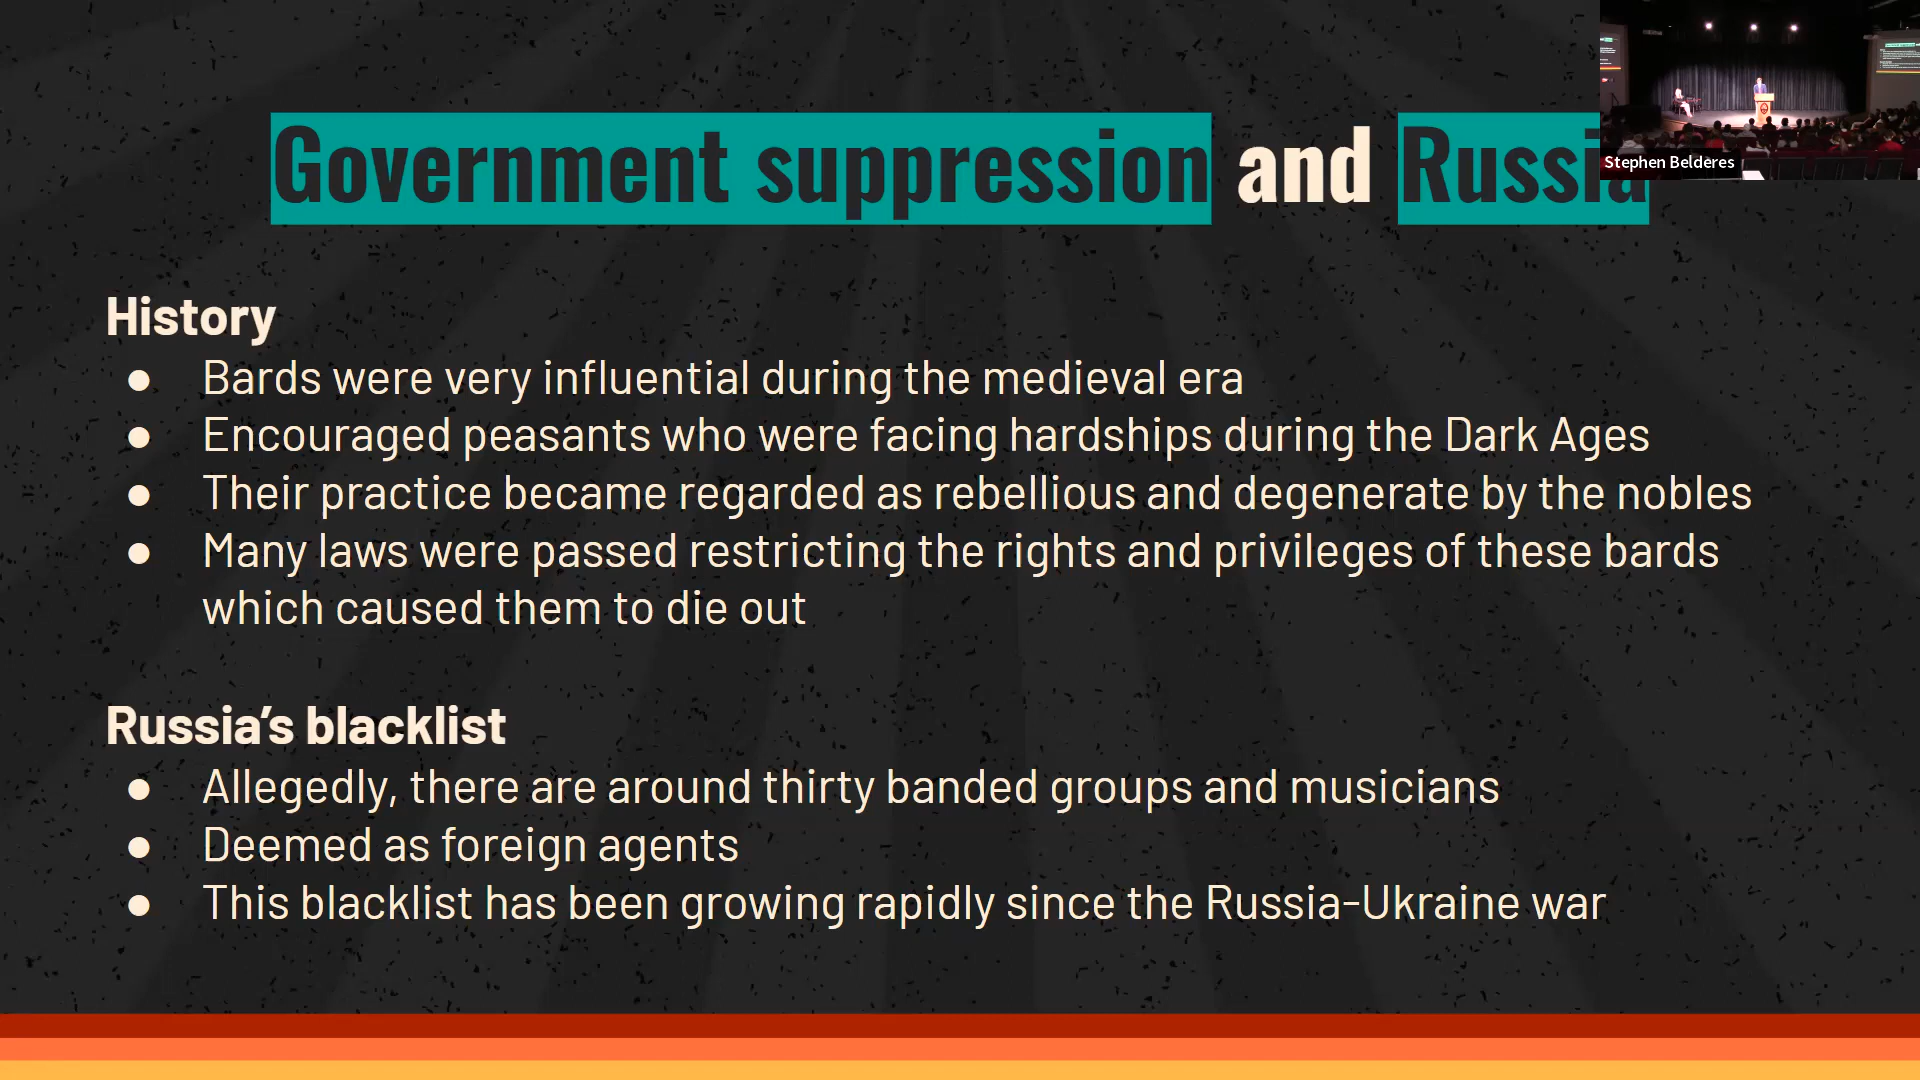 Government suppression and Russia
Stephen Belderes
History
● Bards were very influential during the medieval era
● Encouraged peasants who were facing hardships during the Dark Ages
● Their practice became regarded as rebellious and degenerate by the nobles
● Many laws were passed restricting the rights and privileges of these bards
which caused them to die out
Russia’s blacklist
● Allegedly, there are around thirty banded groups and musicians
● Deemed as foreign agents
● This blacklist has been growing rapidly since the Russia-Ukraine war